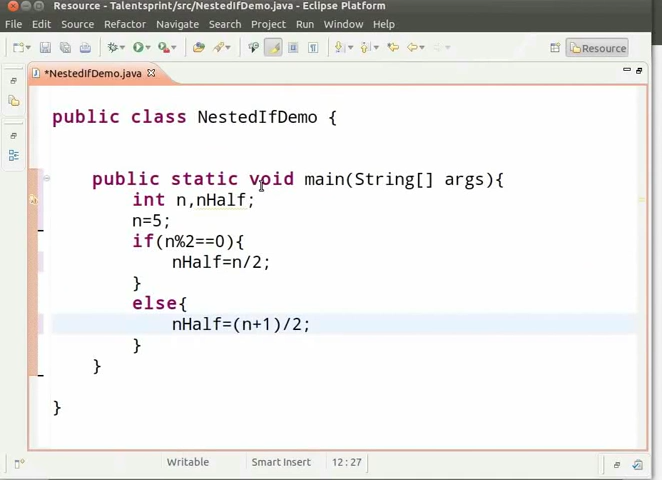 Resource - Talentsprint/src/NestedIfDemo.java - Eclipse Platform
File Edit Source Refactor Navigate Search Project Run Window Help
Resource
*NestedIfDemo.java
public class NestedIfDemo {
public static void main(String[] args){
int n,nHalf;
n=5;
if(n%2==0){
nHalf=n/2;
}
else{
nHalf=(n+1)/2;
}
}
}
Writable Smart Insert 12:27